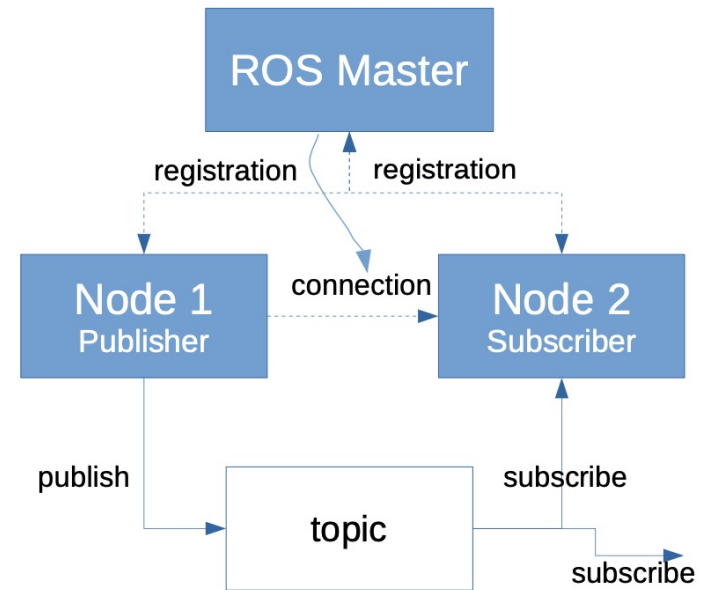 ROS Master
registration
registration
connection
Node 1
Publisher
Node 2
Subscriber
publish
subscribe
topic
subscribe